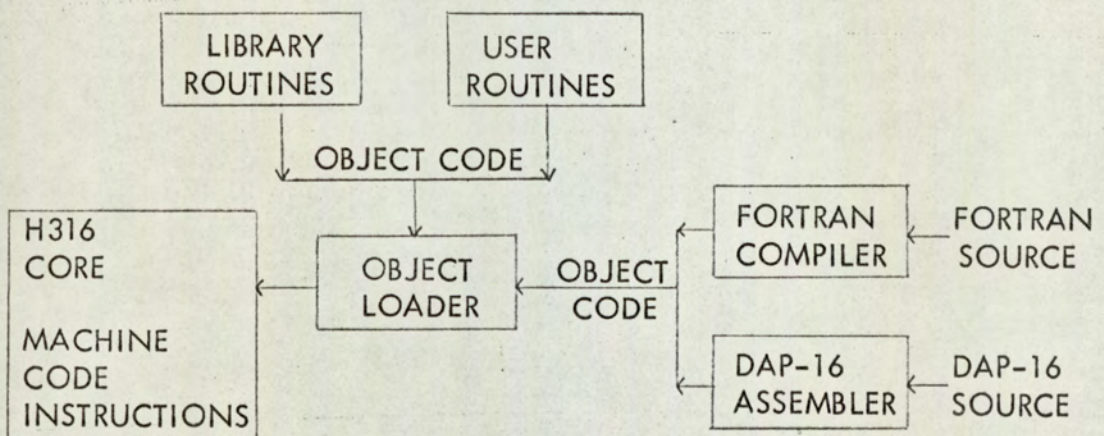 LIBRARY
ROUTINES
USER
ROUTINES
OBJECT CODE
H316
CORE
MACHINE
CODE
INSTRUCTIONS
OBJECT
LOADER
OBJECT
CODE
FORTRAN
COMPILER
FORTRAN
SOURCE
DAP-16
ASSEMBLER
DAP-16
SOURCE